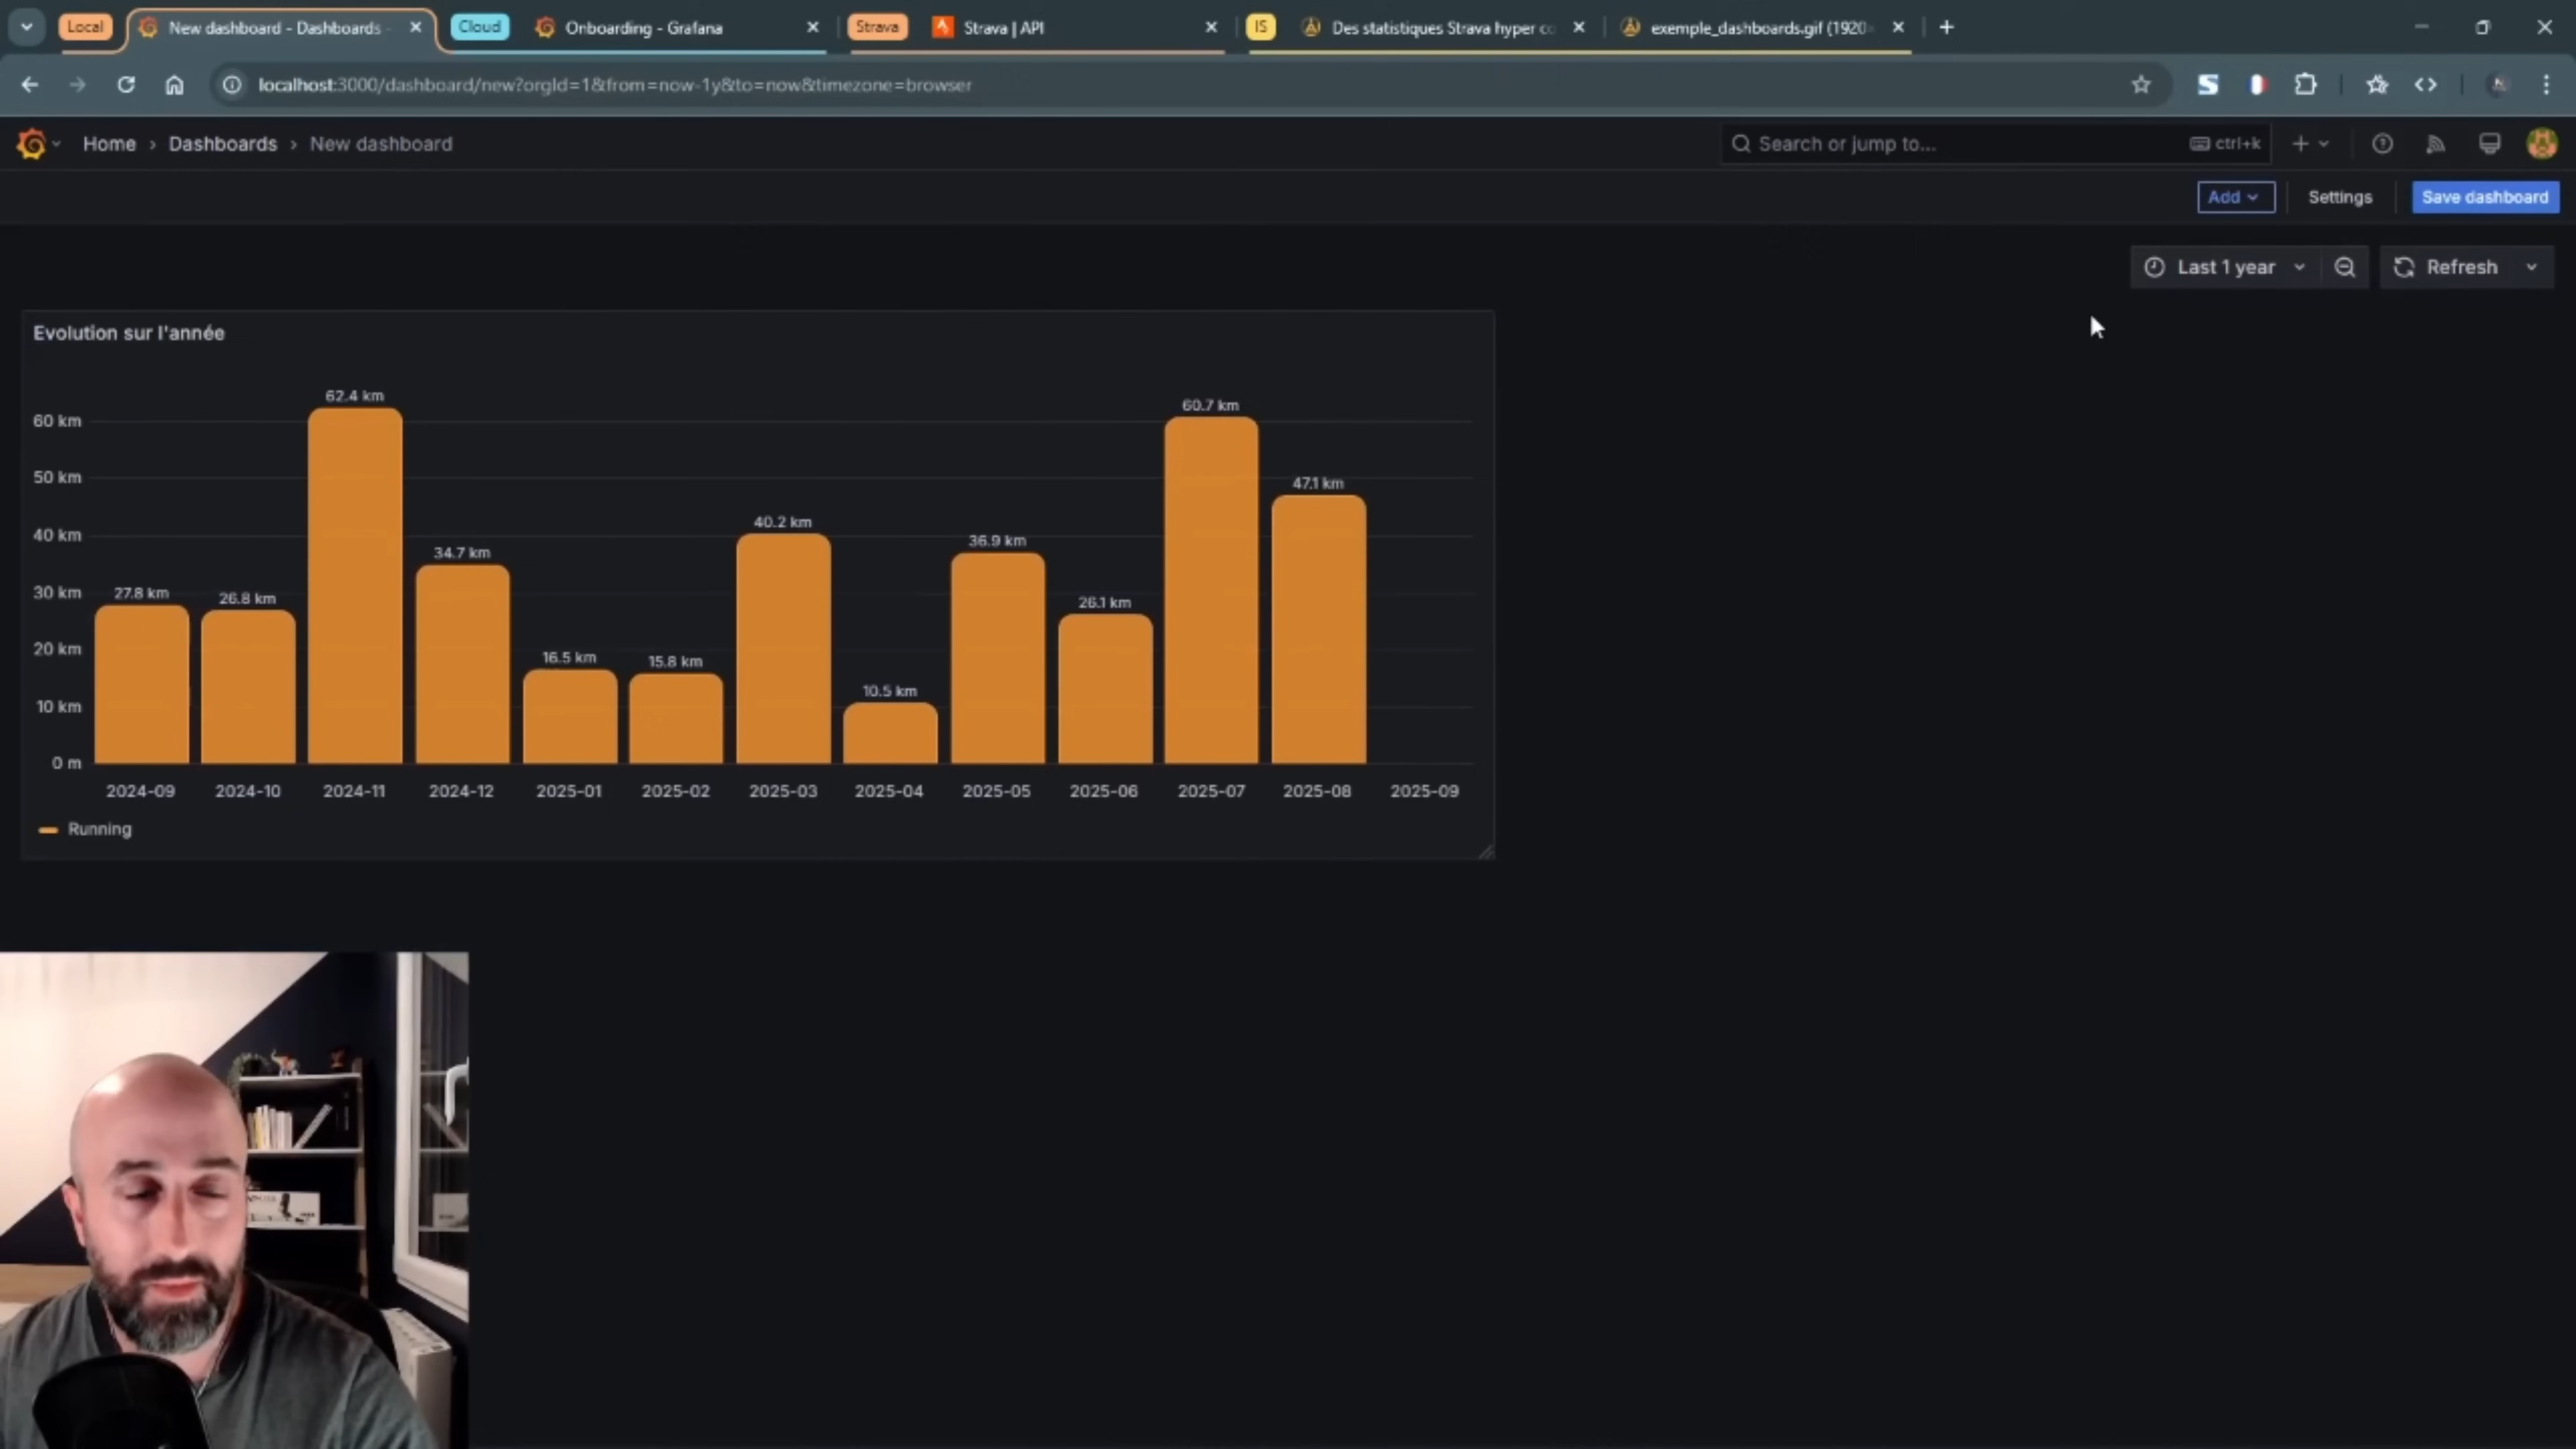 Local
New dashboard - Dashboards -
Cloud
Onboarding - Grafana
Strava
Strava | API
IS
Des statistiques Strava hyper co
exemple_dashboards.gif (1920×
localhost:3000/dashboard/new?orgId=1&from=now-1y&to=now&timezone=browser
Home › Dashboards › New dashboard
Search or jump to...
ctrl+k
Add
Settings
Save dashboard
Last 1 year
Refresh
Evolution sur l'année
60 km
50 km
40 km
30 km
20 km
10 km
0 m
27.8 km
26.8 km
62.4 km
34.7 km
16.5 km
15.8 km
40.2 km
10.5 km
36.9 km
26.1 km
60.7 km
47.1 km
2024-09
2024-10
2024-11
2024-12
2025-01
2025-02
2025-03
2025-04
2025-05
2025-06
2025-07
2025-08
2025-09
Running